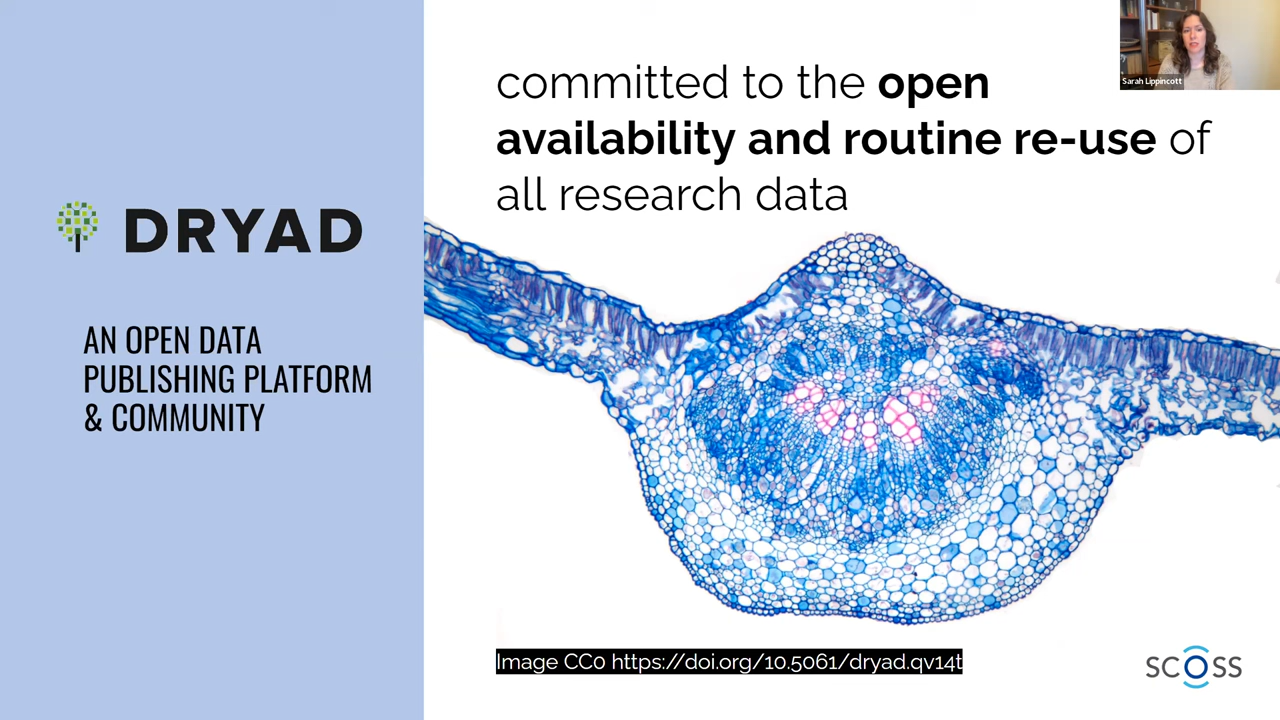 committed to the open
availability and routine re-use of
all research data
Sarah Lippincott
DRYAD
AN OPEN DATA
PUBLISHING PLATFORM
& COMMUNITY
Image CC0 https://doi.org/10.5061/dryad.qv14t
SCOSS